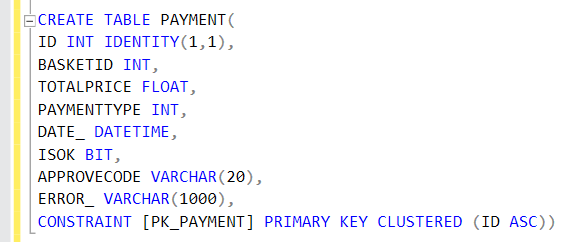 CREATE TABLE PAYMENT(
ID INT IDENTITY(1,1),
BASKETID INT,
TOTALPRICE FLOAT,
PAYMENTTYPE INT,
DATE_ DATETIME,
ISOK BIT,
APPROVECODE VARCHAR(20),
ERROR_ VARCHAR(1000),
CONSTRAINT [PK_PAYMENT] PRIMARY KEY CLUSTERED (ID ASC))